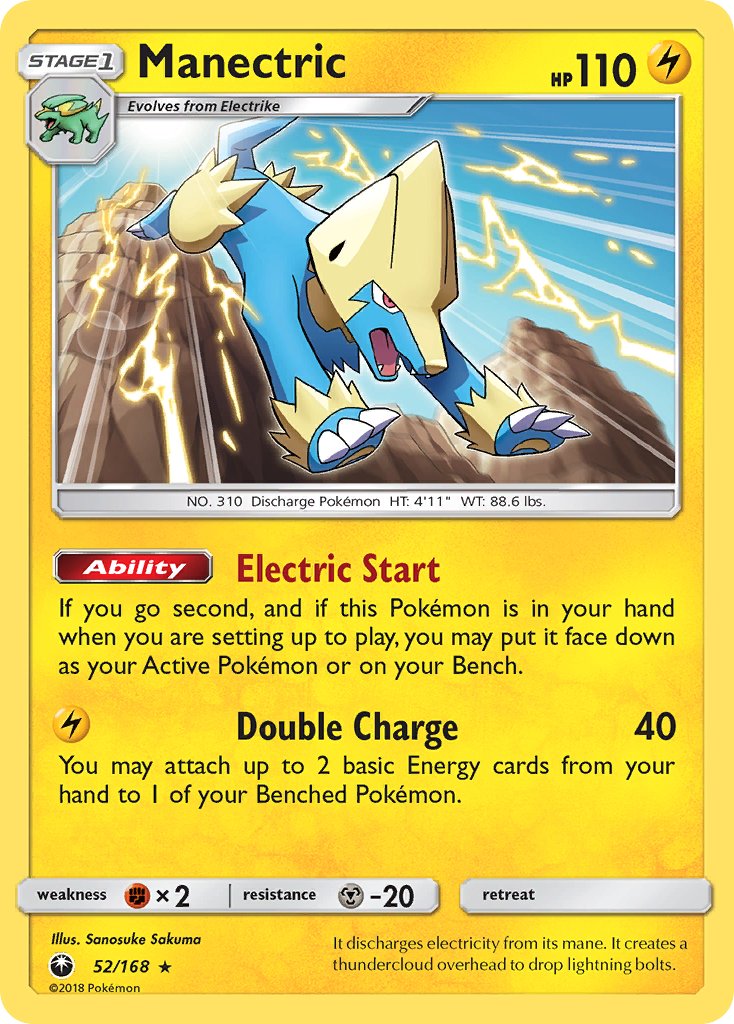 STAGE1
Manectric
HP110
Evolves from Electrike
NO. 310 Discharge Pokémon HT: 4'11" WT: 88.6 lbs.
Ability Electric Start
If you go second, and if this Pokémon is in your hand
when you are setting up to play, you may put it face down
as your Active Pokémon or on your Bench.
Double Charge 40
You may attach up to 2 basic Energy cards from your
hand to 1 of your Benched Pokémon.
weakness ×2 resistance -20 retreat
Illus. Sanosuke Sakuma
52/168 ★
©2018 Pokémon
It discharges electricity from its mane. It creates a
thundercloud overhead to drop lightning bolts.